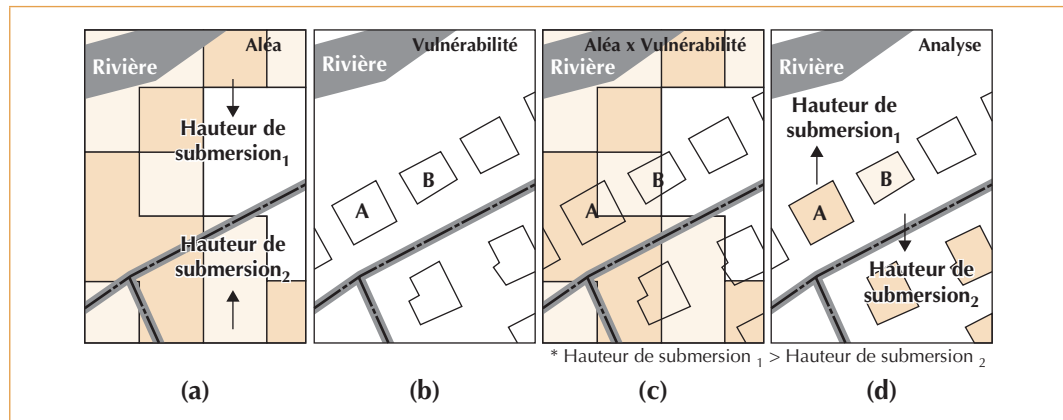 Aléa
Rivière
Hauteur de
submersion₁
Hauteur de
submersion₂
(a)
Vulnérabilité
Rivière
B
A
(b)
Aléa x Vulnérabilité
Rivière
B
A
(c)
Analyse
Rivière
Hauteur de
submersion₁
B
A
Hauteur de
submersion₂
(d)
* Hauteur de submersion ₁ > Hauteur de submersion ₂